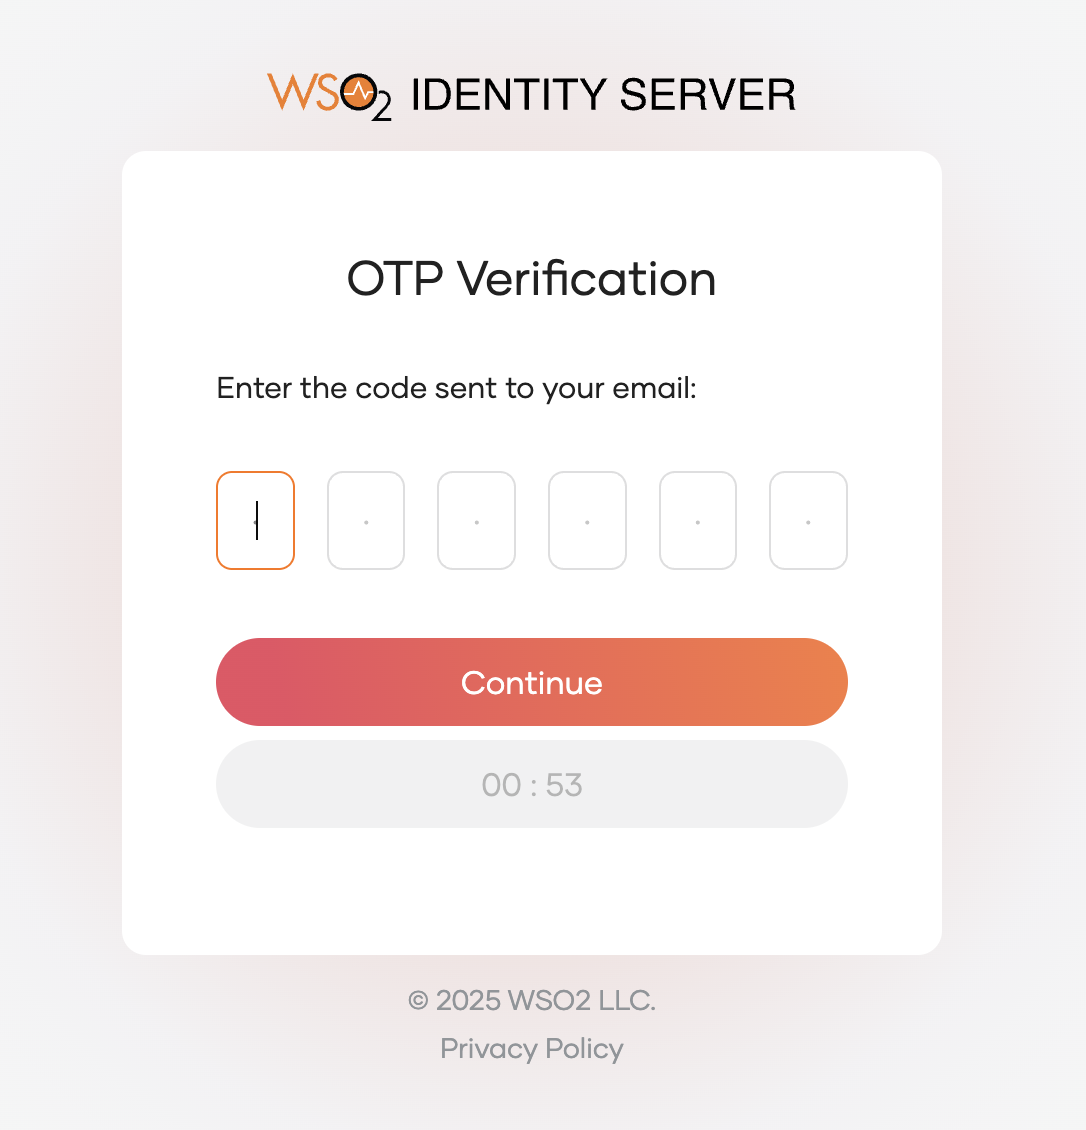 WSO2 IDENTITY SERVER
OTP Verification
Enter the code sent to your email:
Continue
00 : 53
© 2025 WSO2 LLC.
Privacy Policy